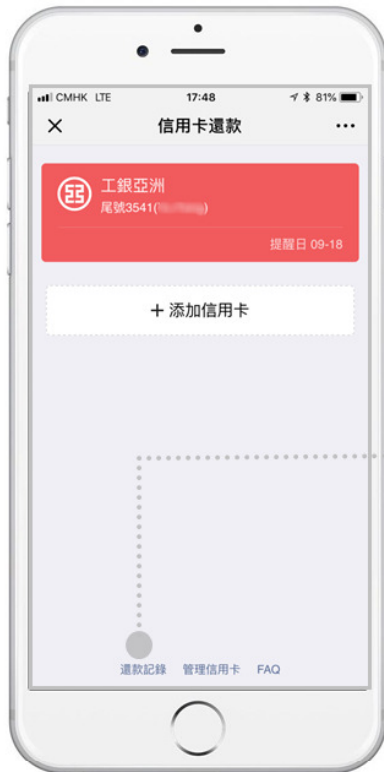 CMHK LTE 17:48 81%
信用卡還款
工銀亞洲
尾號3541( )
提醒日 09-18
+ 添加信用卡
還款記錄 管理信用卡 FAQ